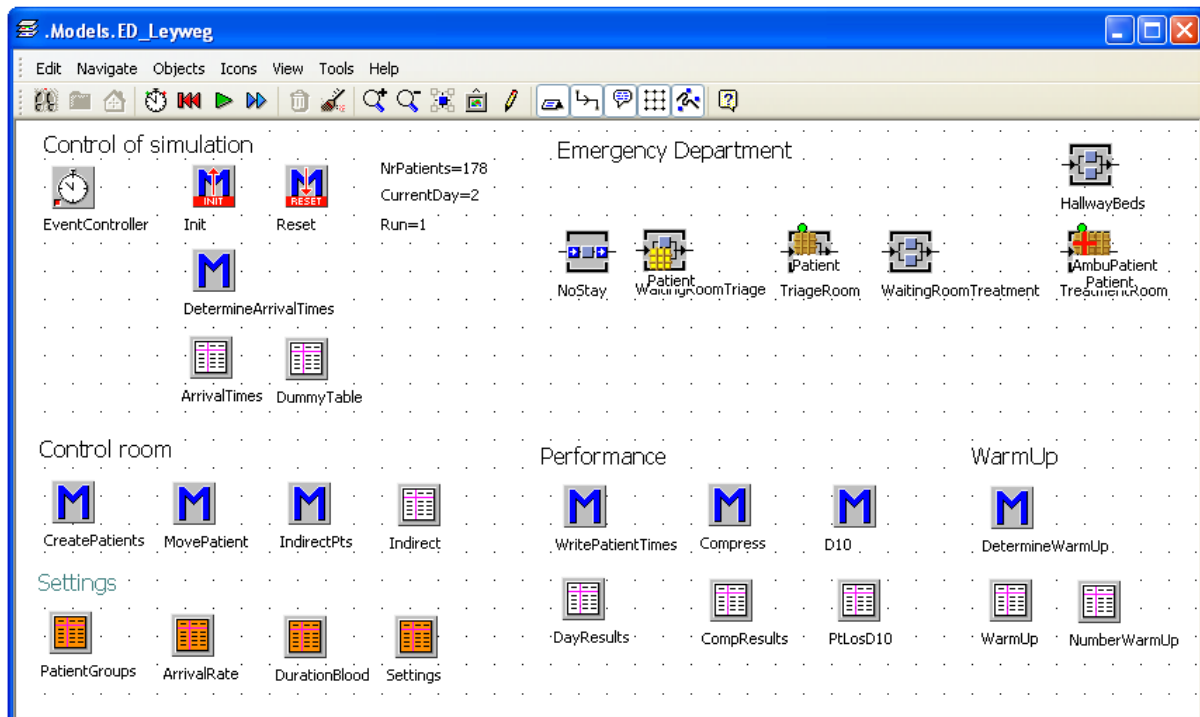 .Models.ED_Leyweg
Edit Navigate Objects Icons View Tools Help
Control of simulation
EventController
INIT
Init
RESET
Reset
NrPatients=178
CurrentDay=2
Run=1
DetermineArrivalTimes
ArrivalTimes
DummyTable
Emergency Department
HallwayBeds
NoStay
Patient
WaitingRoomTriage
Patient
TriageRoom
WaitingRoomTreatment
AmbuPatient
Patient
TreatmentRoom
Control room
CreatePatients
MovePatient
IndirectPts
Indirect
Performance
WritePatientTimes
Compress
D10
DayResults
CompResults
PtLosD10
WarmUp
DetermineWarmUp
WarmUp
NumberWarmUp
Settings
PatientGroups
ArrivalRate
DurationBlood
Settings